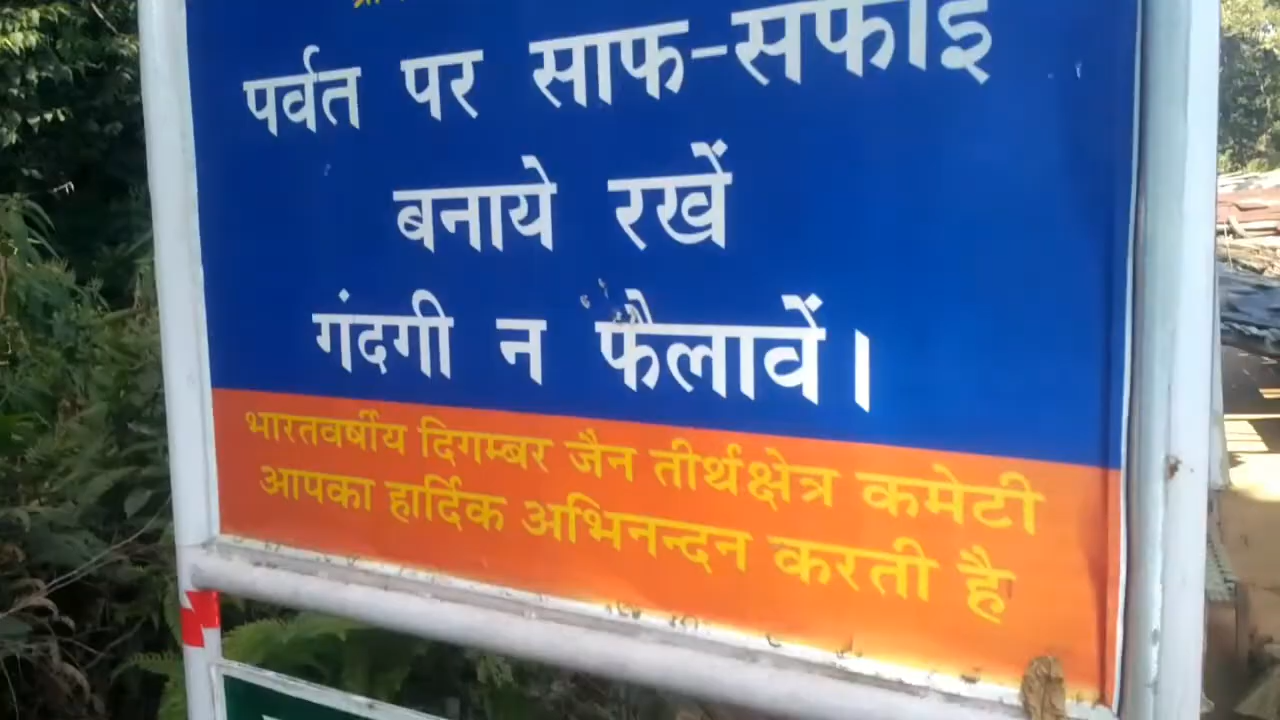 पर्वत पर साफ-सफाई
बनाये रखें
गंदगी न फैलावें।
भारतवर्षीय दिगम्बर जैन तीर्थक्षेत्र कमेटी
आपका हार्दिक अभिनन्दन करती है